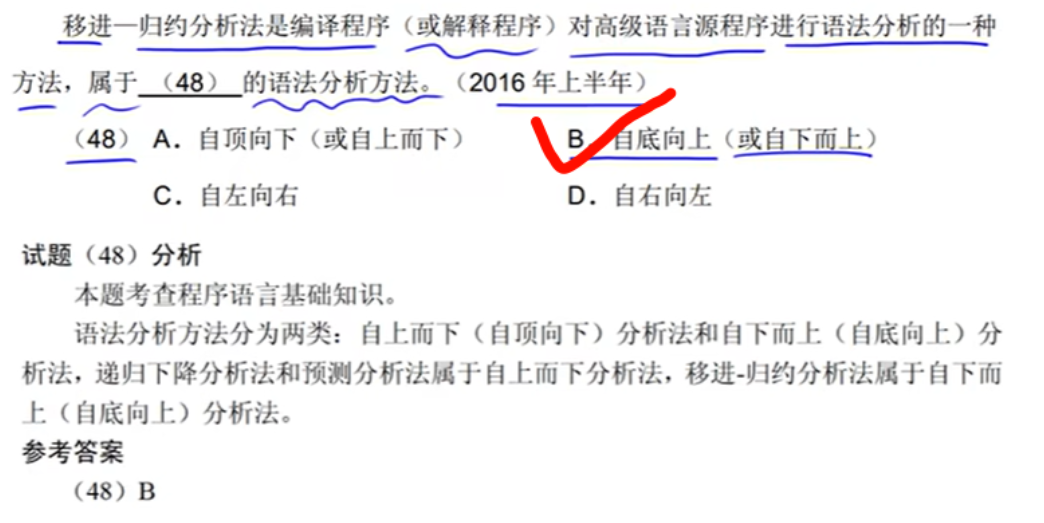 移进—归约分析法是编译程序（或解释程序）对高级语言源程序进行语法分析的一种
方法，属于 （48） 的语法分析方法。（2016 年上半年）
（48）A．自顶向下（或自上而下） B．自底向上（或自下而上）
C．自左向右 D．自右向左
试题（48）分析
本题考查程序语言基础知识。
语法分析方法分为两类：自上而下（自顶向下）分析法和自下而上（自底向上）分
析法，递归下降分析法和预测分析法属于自上而下分析法，移进-归约分析法属于自下而
上（自底向上）分析法。
参考答案
（48）B